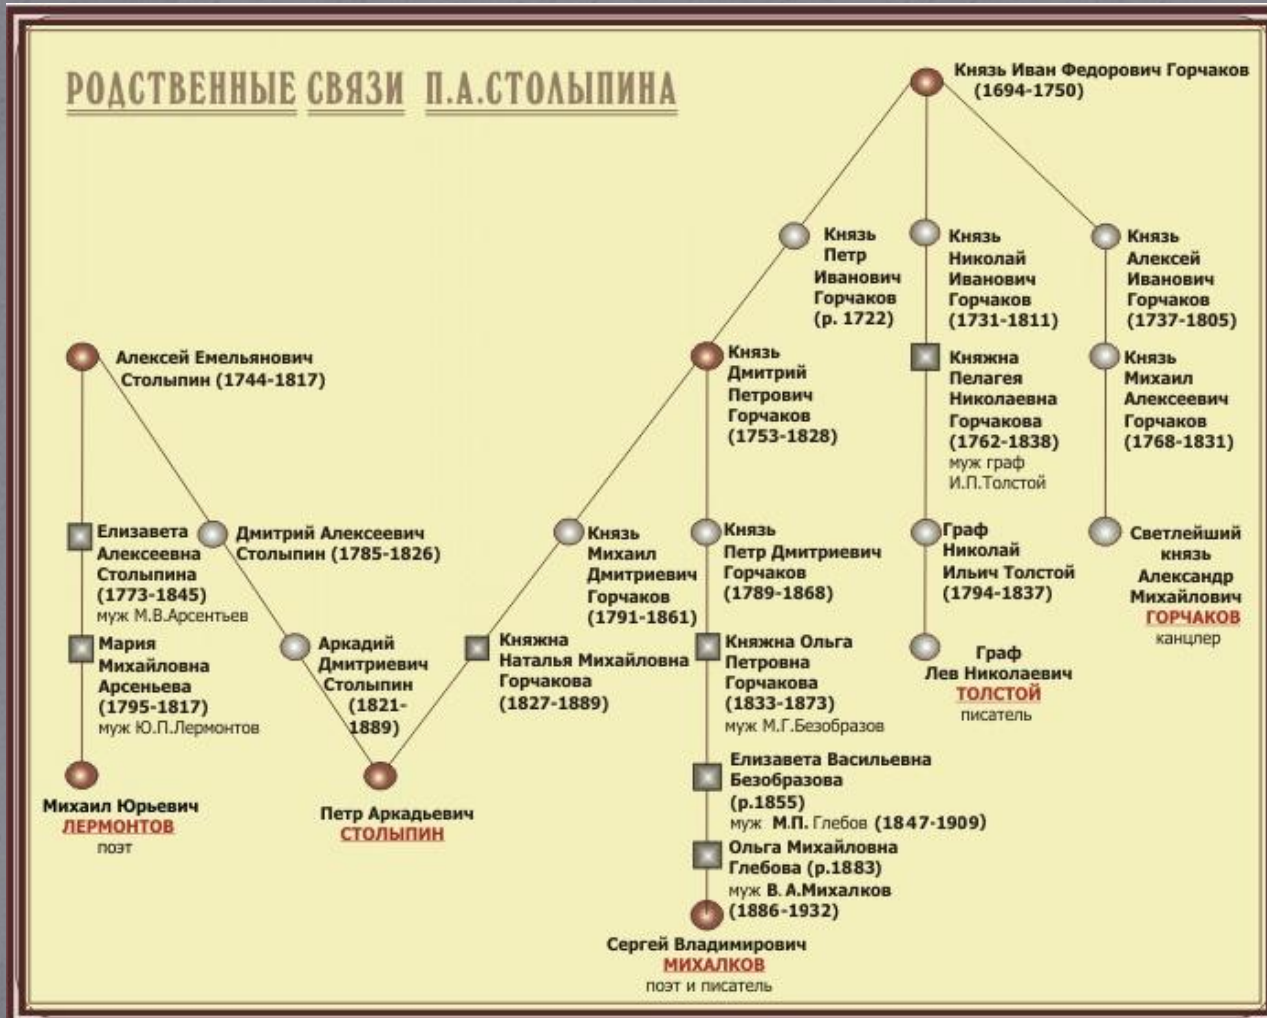 РОДСТВЕННЫЕ СВЯЗИ П.А.СТОЛЫПИНА
Князь Иван Федорович Горчаков
(1694-1750)
Князь
Петр
Иванович
Горчаков
(р. 1722)
Князь
Николай
Иванович
Горчаков
(1731-1811)
Князь
Алексей
Иванович
Горчаков
(1737-1805)
Алексей Емельянович
Столыпин (1744-1817)
Князь
Дмитрий
Петрович
Горчаков
(1753-1828)
Княжна
Пелагея
Николаевна
Горчакова
(1762-1838)
муж граф
И.П.Толстой
Князь
Михаил
Алексеевич
Горчаков
(1768-1831)
Елизавета
Алексеевна
Столыпина
(1773-1845)
муж М.В.Арсентьев
Дмитрий Алексеевич
Столыпин (1785-1826)
Князь
Михаил
Дмитриевич
Горчаков
(1791-1861)
Князь
Петр Дмитриевич
Горчаков
(1789-1868)
Граф
Николай
Ильич Толстой
(1794-1837)
Светлейший
князь
Александр
Михайлович
ГОРЧАКОВ
канцлер
Мария
Михайловна
Арсеньева
(1795-1817)
муж Ю.П.Лермонтов
Аркадий
Дмитриевич
Столыпин
(1821-
1889)
Княжна
Наталья Михайловна
Горчакова
(1827-1889)
Княжна Ольга
Петровна
Горчакова
(1833-1873)
муж М.Г.Безобразов
Граф
Лев Николаевич
ТОЛСТОЙ
писатель
Михаил Юрьевич
ЛЕРМОНТОВ
поэт
Петр Аркадьевич
СТОЛЫПИН
Елизавета Васильевна
Безобразова
(р.1855)
муж М.П. Глебов (1847-1909)
Ольга Михайловна
Глебова (р.1883)
муж В.А.Михалков
(1886-1932)
Сергей Владимирович
МИХАЛКОВ
поэт и писатель